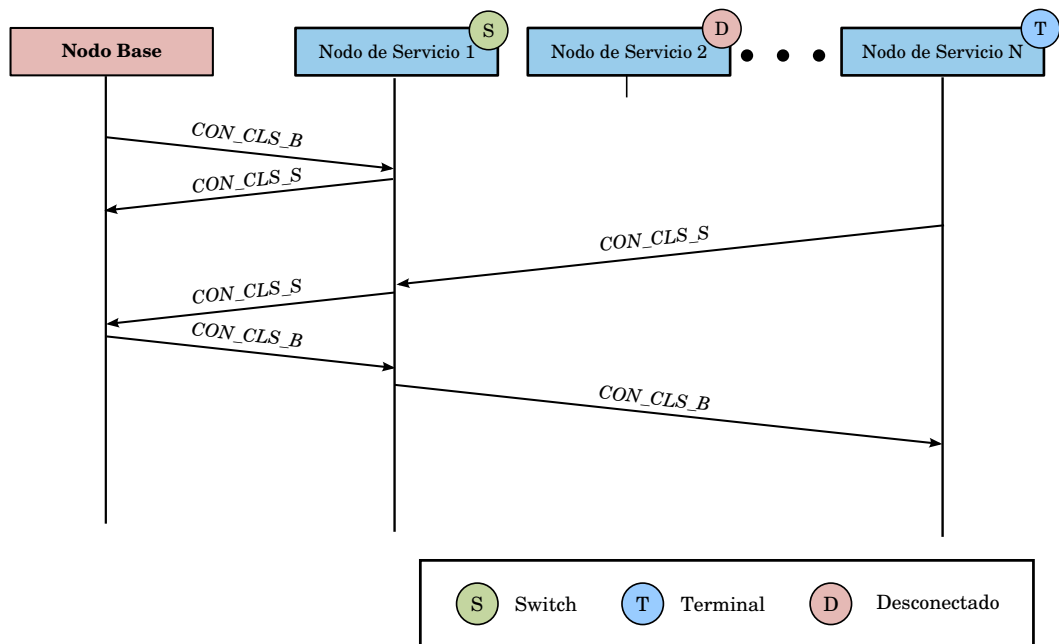 Nodo Base
Nodo de Servicio 1
S
Nodo de Servicio 2
D
Nodo de Servicio N
T
CON_CLS_B
CON_CLS_S
CON_CLS_S
CON_CLS_S
CON_CLS_B
CON_CLS_B
S Switch
T Terminal
D Desconectado